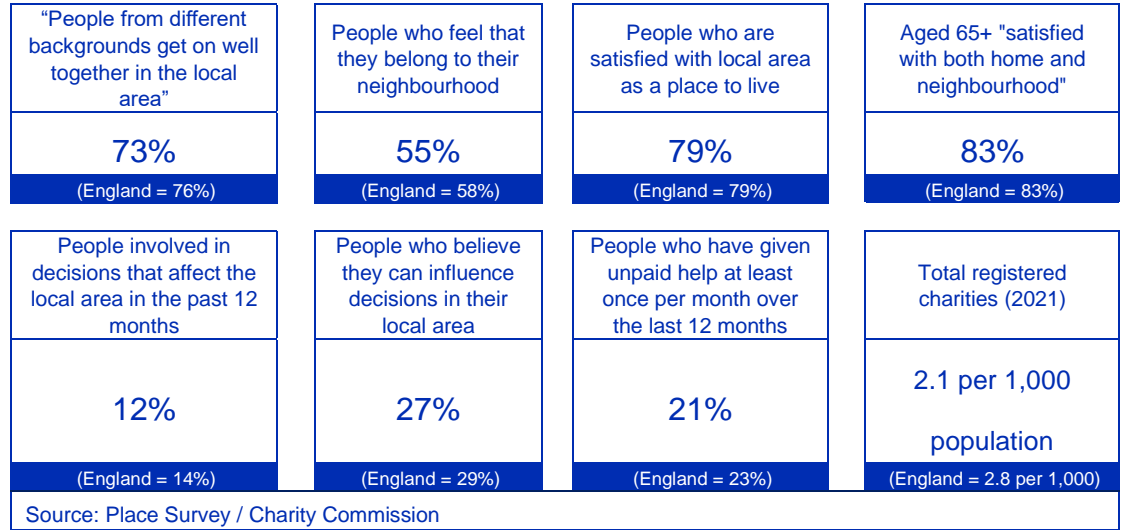 “People from different
backgrounds get on well
together in the local
area”
73%
(England = 76%)
People who feel that
they belong to their
neighbourhood
55%
(England = 58%)
People who are
satisfied with local area
as a place to live
79%
(England = 79%)
Aged 65+ "satisfied
with both home and
neighbourhood"
83%
(England = 83%)
People involved in
decisions that affect the
local area in the past 12
months
12%
(England = 14%)
People who believe
they can influence
decisions in their
local area
27%
(England = 29%)
People who have given
unpaid help at least
once per month over
the last 12 months
21%
(England = 23%)
Total registered
charities (2021)
2.1 per 1,000
population
(England = 2.8 per 1,000)
Source: Place Survey / Charity Commission